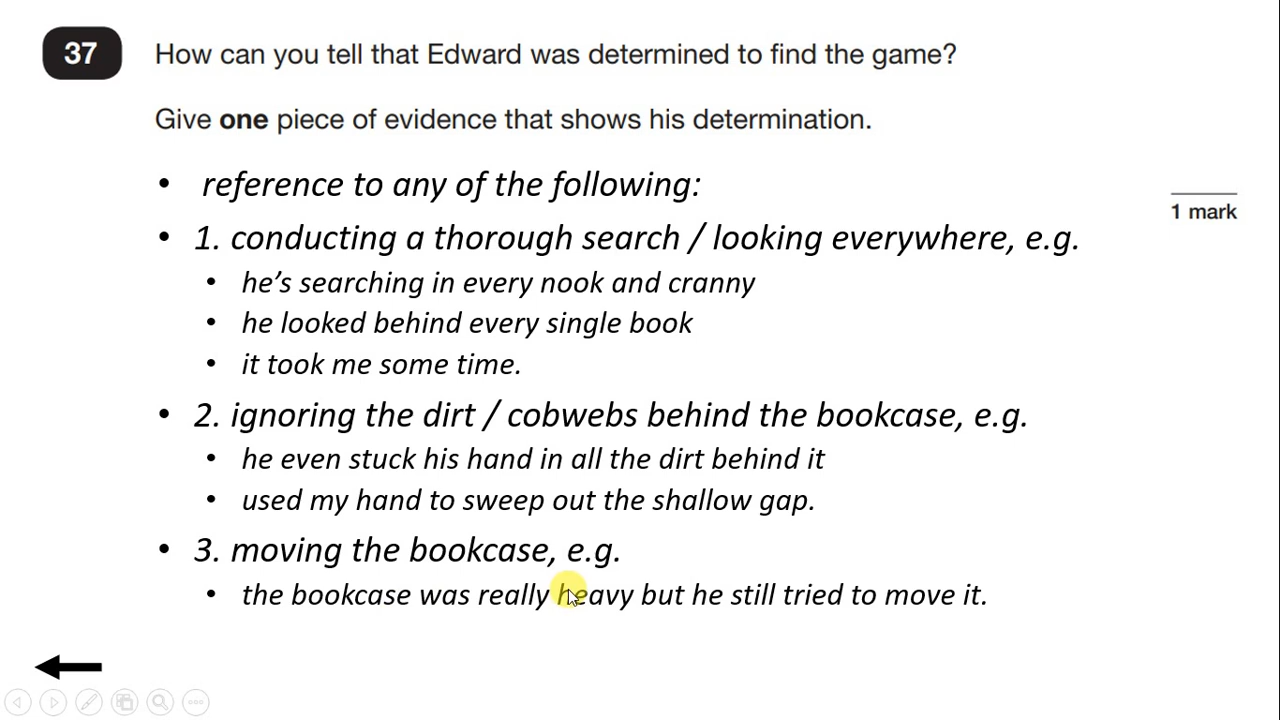 37 How can you tell that Edward was determined to find the game?
Give one piece of evidence that shows his determination.
• reference to any of the following:
1 mark
• 1. conducting a thorough search / looking everywhere, e.g.
• he’s searching in every nook and cranny
• he looked behind every single book
• it took me some time.
• 2. ignoring the dirt / cobwebs behind the bookcase, e.g.
• he even stuck his hand in all the dirt behind it
• used my hand to sweep out the shallow gap.
• 3. moving the bookcase, e.g.
• the bookcase was really heavy but he still tried to move it.